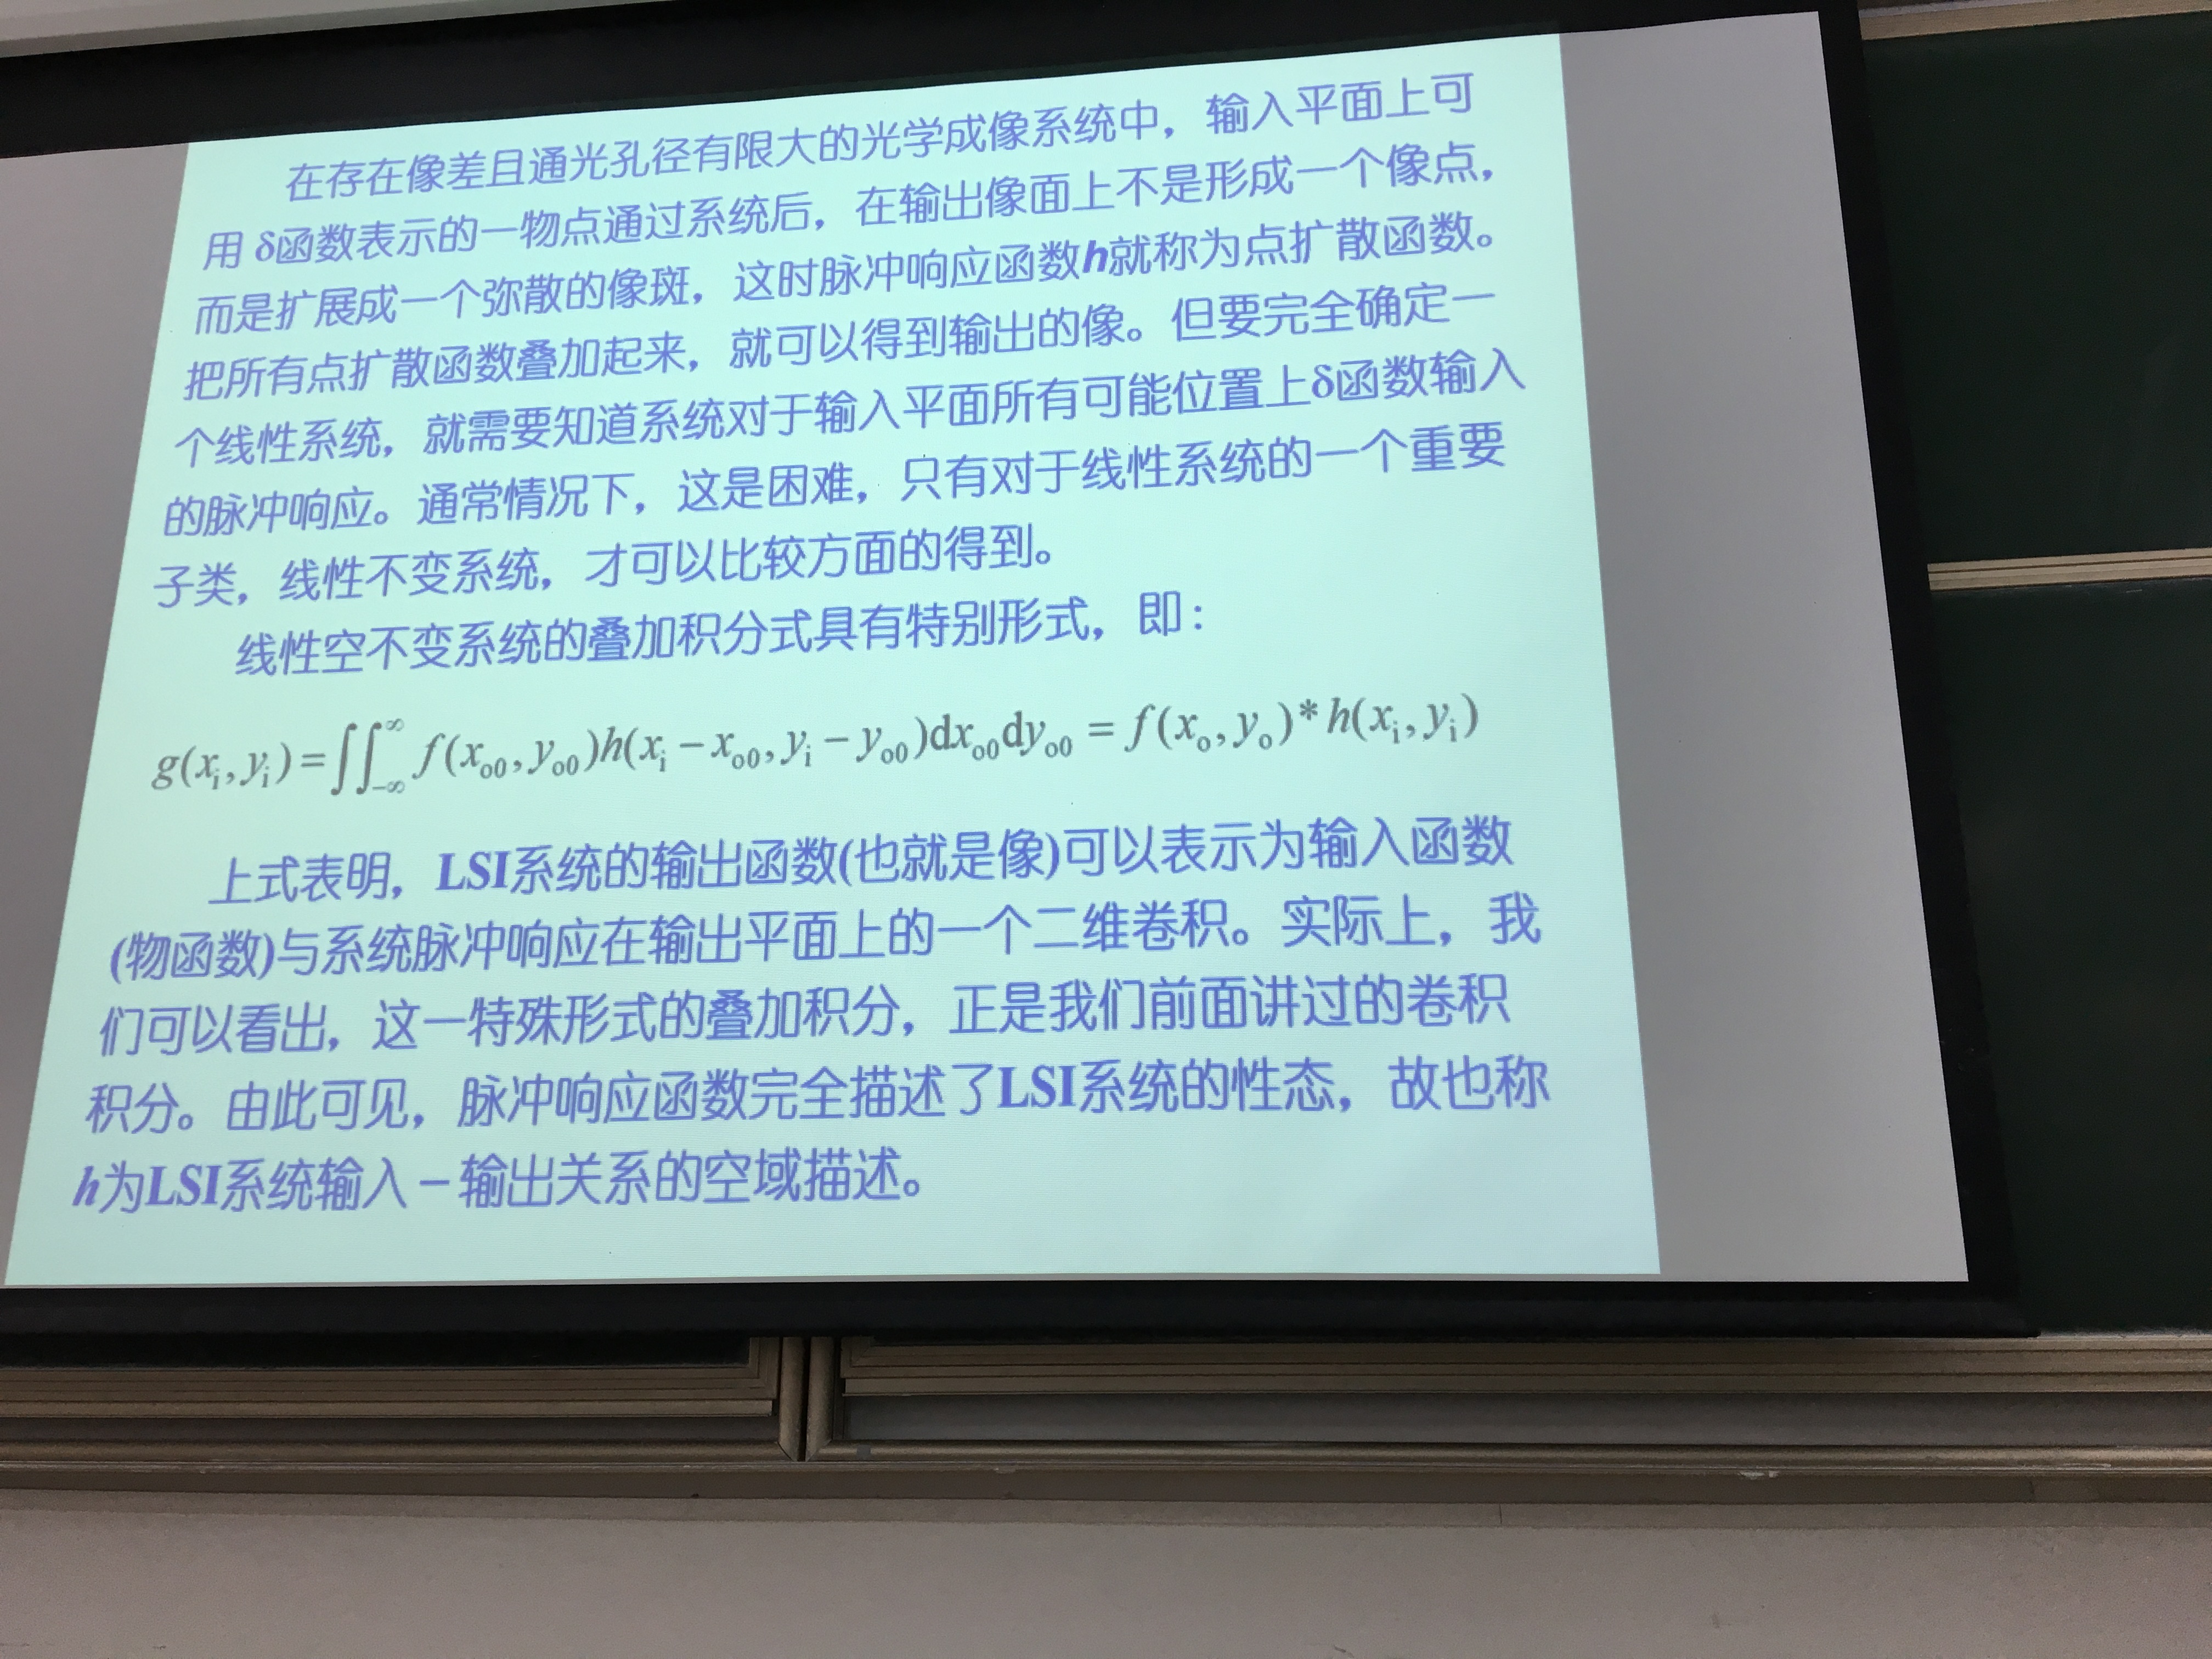 在存在像差且通光孔径有限大的光学成像系统中，输入平面上可
用 δ函数表示的一物点通过系统后，在输出像面上不是形成一个像点，
而是扩展成一个弥散的像斑，这时脉冲响应函数h就称为点扩散函数。
把所有点扩散函数叠加起来，就可以得到输出的像。但要完全确定一
个线性系统，就需要知道系统对于输入平面所有可能位置上δ函数输入
的脉冲响应。通常情况下，这是困难，只有对于线性系统的一个重要
子类，线性不变系统，才可以比较方面的得到。
线性空不变系统的叠加积分式具有特别形式，即：
g(xᵢ, yᵢ) = ∬_{-∞}^{∞} f(x_{o0}, y_{o0})h(xᵢ − x_{o0}, yᵢ − y_{o0})dx_{o0}dy_{o0} = f(x_o, y_o) * h(xᵢ, yᵢ)
上式表明，LSI系统的输出函数(也就是像)可以表示为输入函数
(物函数)与系统脉冲响应在输出平面上的一个二维卷积。实际上，我
们可以看出，这一特殊形式的叠加积分，正是我们前面讲过的卷积
积分。由此可见，脉冲响应函数完全描述了LSI系统的性态，故也称
h为LSI系统输入－输出关系的空域描述。